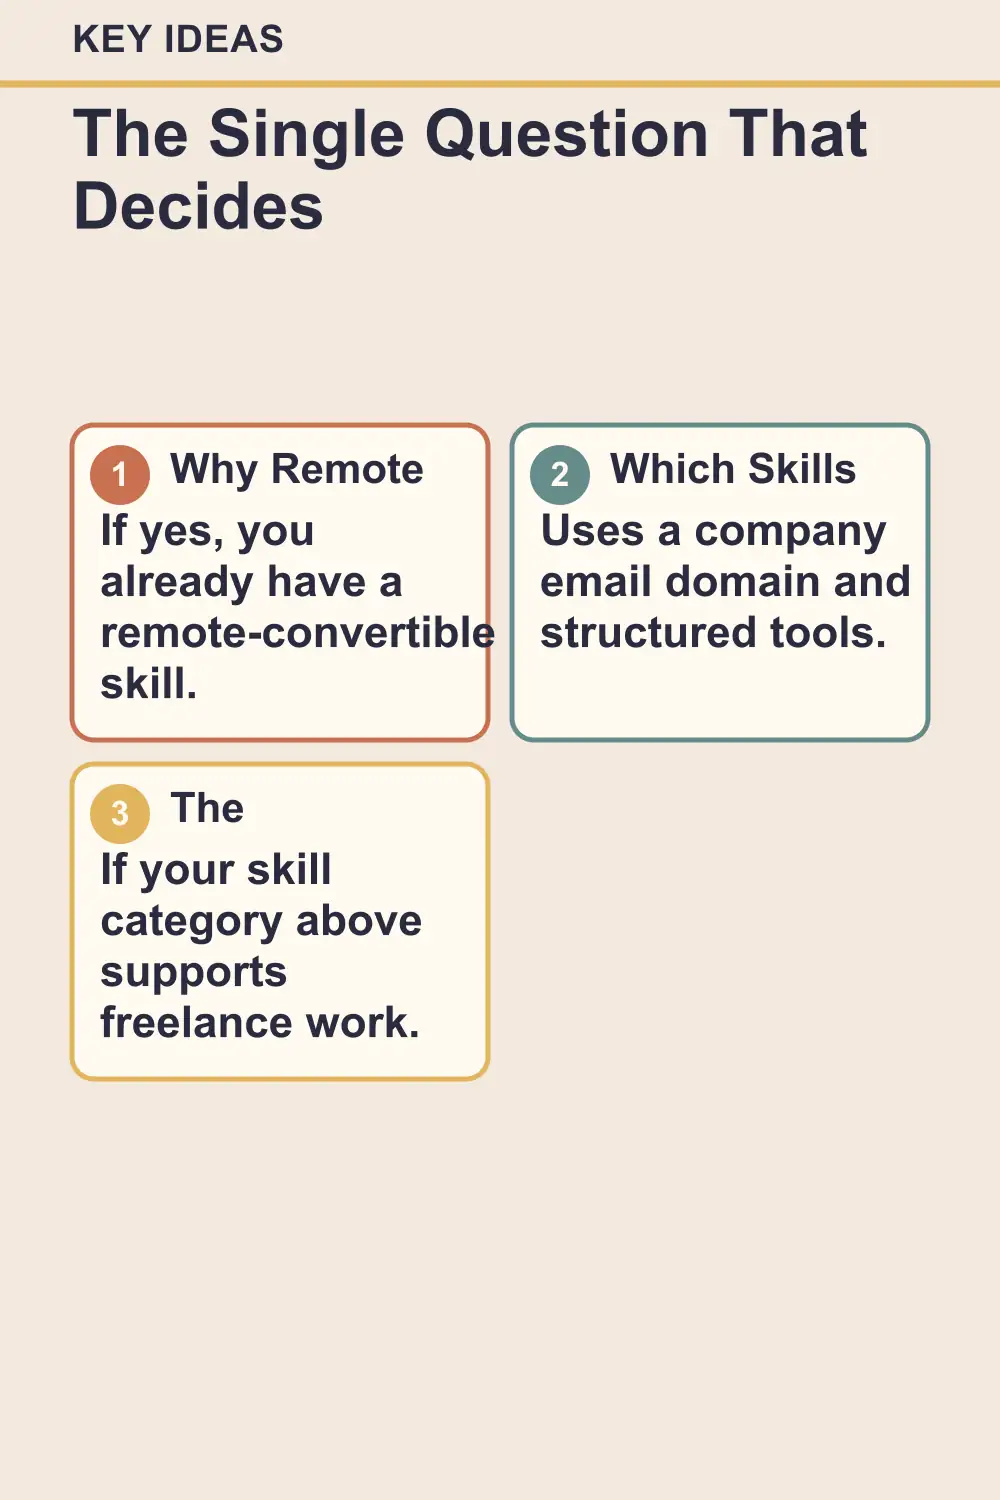 KEY IDEAS
The Single Question That
Decides
1 Why Remote
If yes, you
already have a
remote-convertible
skill.
2 Which Skills
Uses a company
email domain and
structured tools.
3 The
If your skill
category above
supports
freelance work.